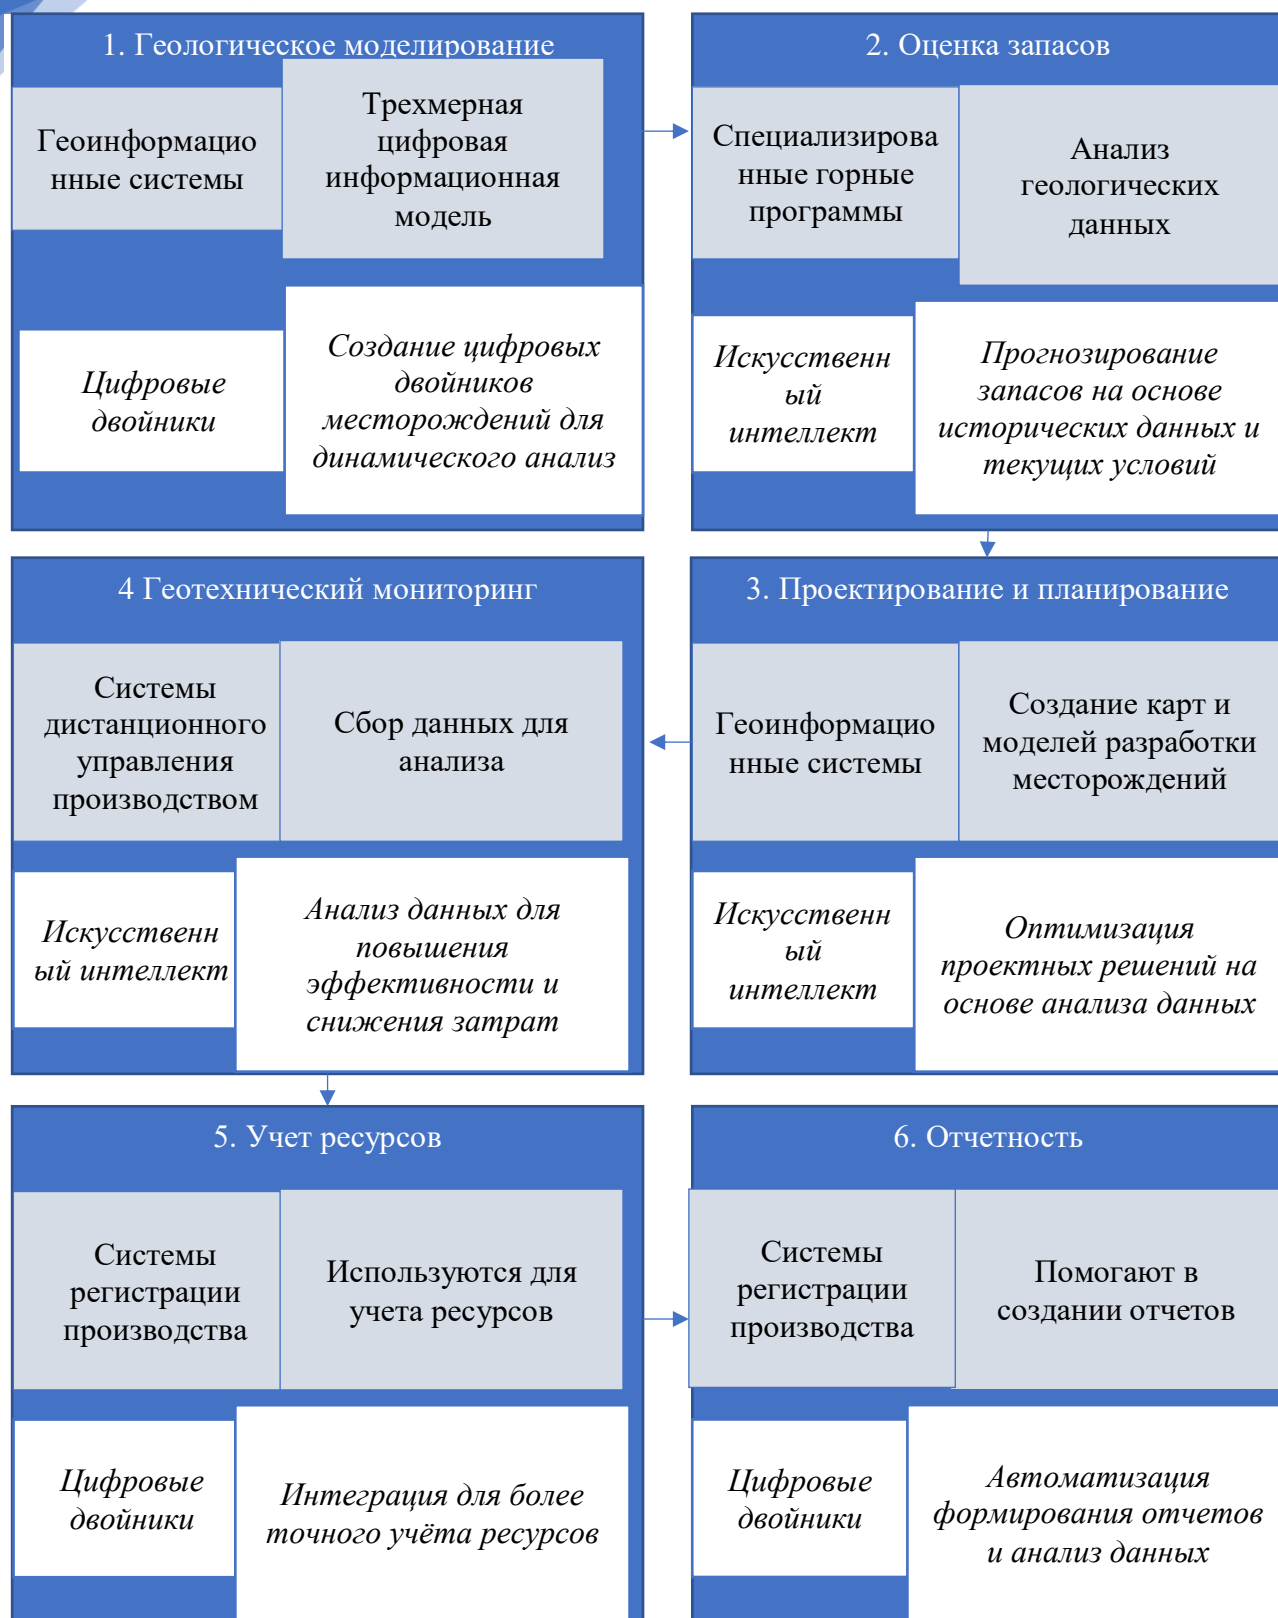 1. Геологическое моделирование
Геоинформацио
нные системы
Трехмерная
цифровая
информационная
модель
Цифровые
двойники
Создание цифровых
двойников
месторождений для
динамического анализ
2. Оценка запасов
Специализирова
нные горные
программы
Анализ
геологических
данных
Искусственн
ый
интеллект
Прогнозирование
запасов на основе
исторических данных и
текущих условий
3. Проектирование и планирование
Геоинформацио
нные системы
Создание карт и
моделей разработки
месторождений
Искусственн
ый
интеллект
Оптимизация
проектных решений на
основе анализа данных
4 Геотехнический мониторинг
Системы
дистанционного
управления
производством
Сбор данных для
анализа
Искусственн
ый интеллект
Анализ данных для
повышения
эффективности и
снижения затрат
5. Учет ресурсов
Системы
регистрации
производства
Используются для
учета ресурсов
Цифровые
двойники
Интеграция для более
точного учёта ресурсов
6. Отчетность
Системы
регистрации
производства
Помогают в
создании отчетов
Цифровые
двойники
Автоматизация
формирования отчетов
и анализ данных